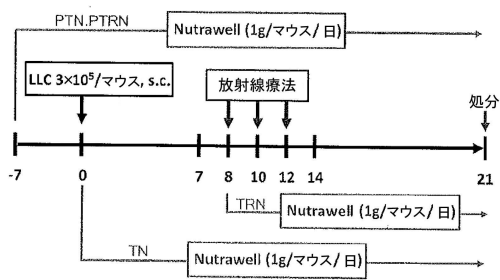 PTN.PTRN
Nutrawell (1g/マウス/日)
LLC 3×10⁵/マウス, s.c.
放射線療法
処分
-7 0 7 8 10 12 14 21
TRN
Nutrawell (1g/マウス/日)
TN
Nutrawell (1g/マウス/日)